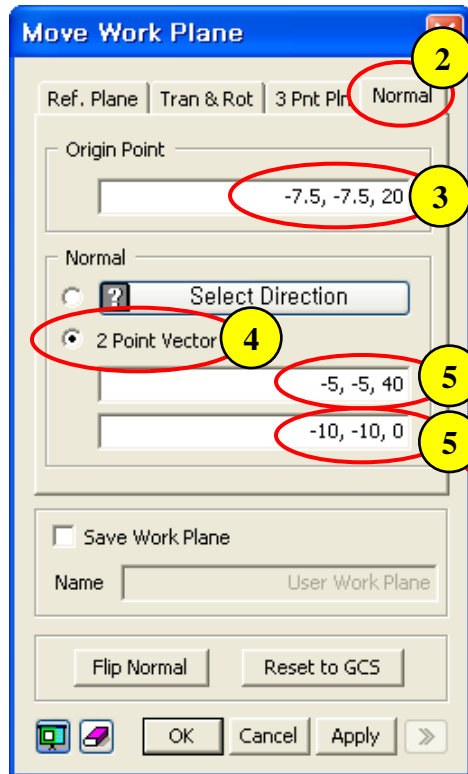 Move Work Plane
2
Ref. Plane Tran & Rot 3 Pnt Pln Normal
Origin Point
-7.5, -7.5, 20 3
Normal
? Select Direction
2 Point Vector 4
-5, -5, 40 5
-10, -10, 0 5
Save Work Plane
Name User Work Plane
Flip Normal Reset to GCS
OK Cancel Apply »